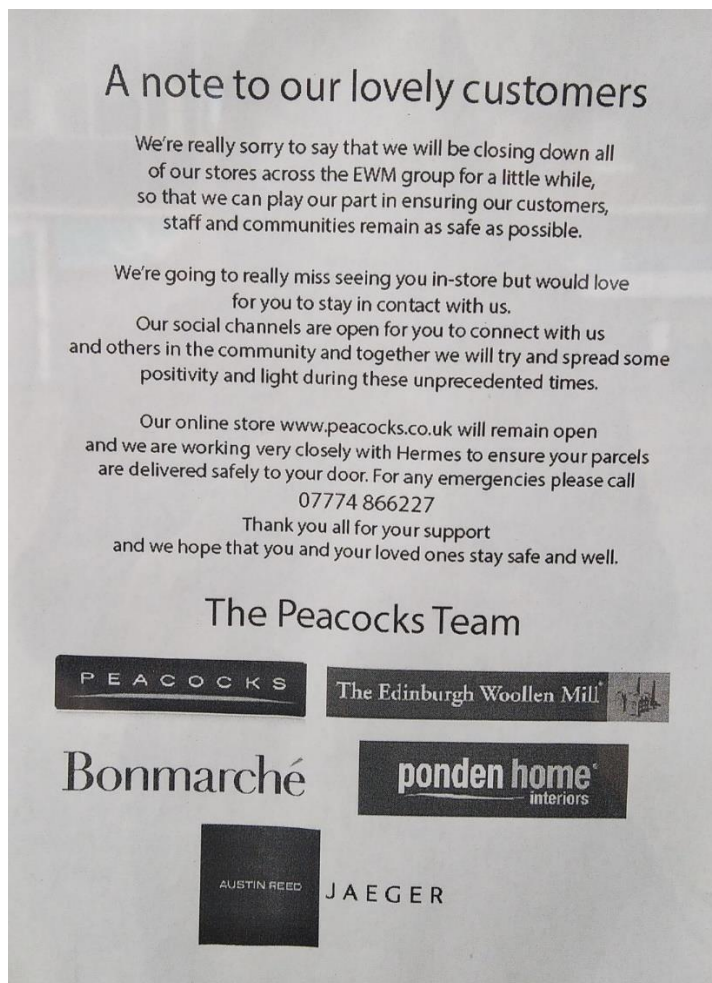 A note to our lovely customers
We're really sorry to say that we will be closing down all
of our stores across the EWM group for a little while,
so that we can play our part in ensuring our customers,
staff and communities remain as safe as possible.
We're going to really miss seeing you in-store but would love
for you to stay in contact with us.
Our social channels are open for you to connect with us
and others in the community and together we will try and spread some
positivity and light during these unprecedented times.
Our online store www.peacocks.co.uk will remain open
and we are working very closely with Hermes to ensure your parcels
are delivered safely to your door. For any emergencies please call
07774 866227
Thank you all for your support
and we hope that you and your loved ones stay safe and well.
The Peacocks Team
PEACOCKS
The Edinburgh Woollen Mill®
Bonmarché
ponden home®
interiors
AUSTIN REED
JAEGER